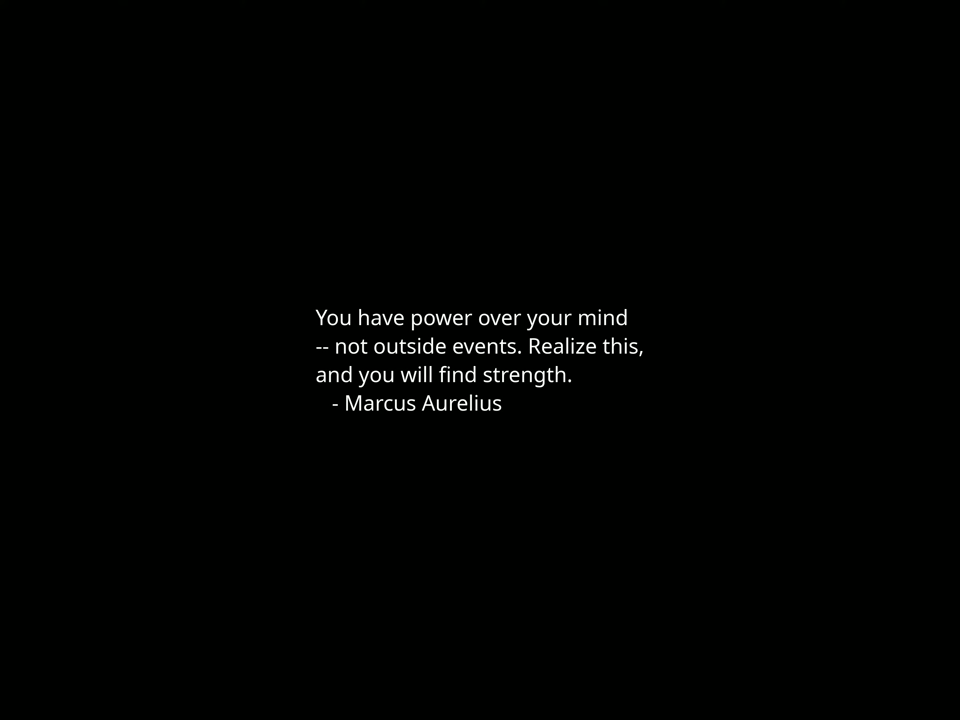 You have power over your mind
-- not outside events. Realize this,
and you will find strength.
- Marcus Aurelius